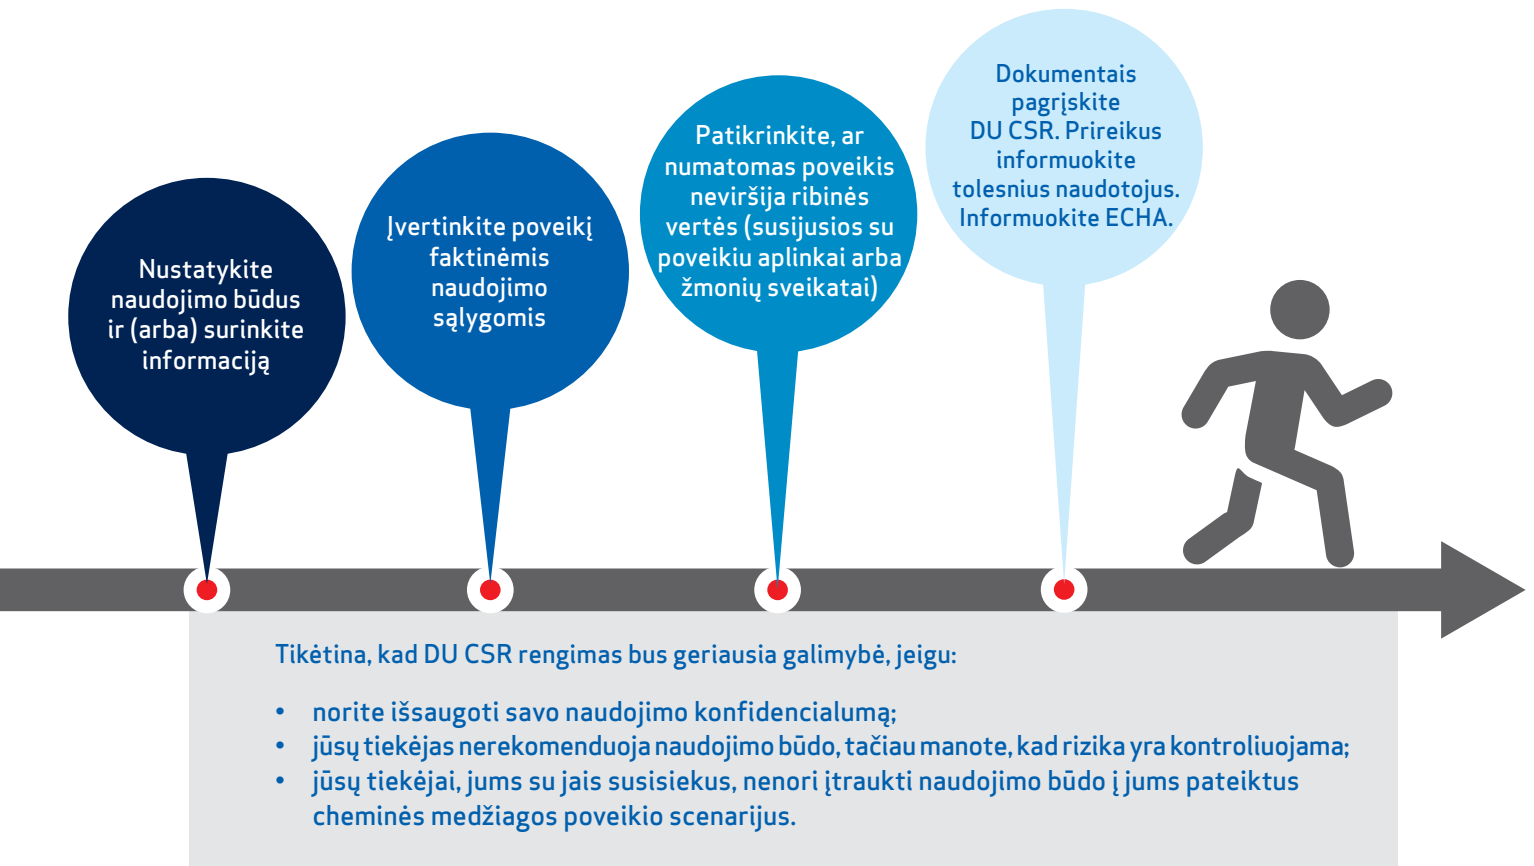 Nustatykite
naudojimo būdus
ir (arba) surinkite
informaciją
Įvertinkite poveikį
faktinėmis
naudojimo
sąlygomis
Patikrinkite, ar
numatomas poveikis
neviršija ribinės
vertės (susijusios su
poveikiu aplinkai arba
žmonių sveikatai)
Dokumentais
pagrįskite
DU CSR. Prireikus
informuokite
tolesnius naudotojus.
Informuokite ECHA.
Tikėtina, kad DU CSR rengimas bus geriausia galimybė, jeigu:
• norite išsaugoti savo naudojimo konfidencialumą;
• jūsų tiekėjas nerekomenduoja naudojimo būdo, tačiau manote, kad rizika yra kontroliuojama;
• jūsų tiekėjai, jums su jais susisiekus, nenori įtraukti naudojimo būdo į jums pateiktus
cheminės medžiagos poveikio scenarijus.